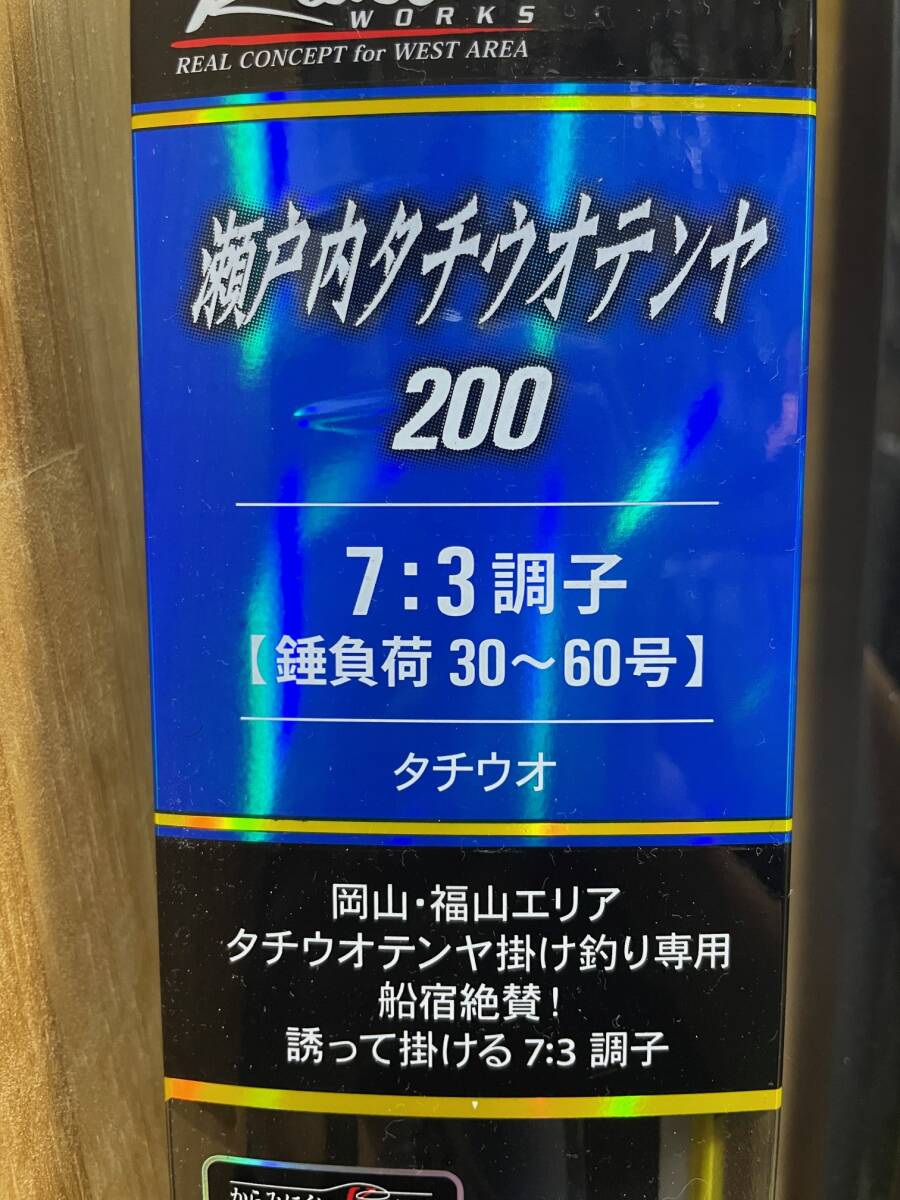 WORKS
REAL CONCEPT for WEST AREA
瀬戸内タチウオテンヤ
200
7:3調子
【錘負荷 30〜60号】
タチウオ
岡山・福山エリア
タチウオテンヤ掛け釣り専用
船宿絶賛!
誘って掛ける 7:3 調子